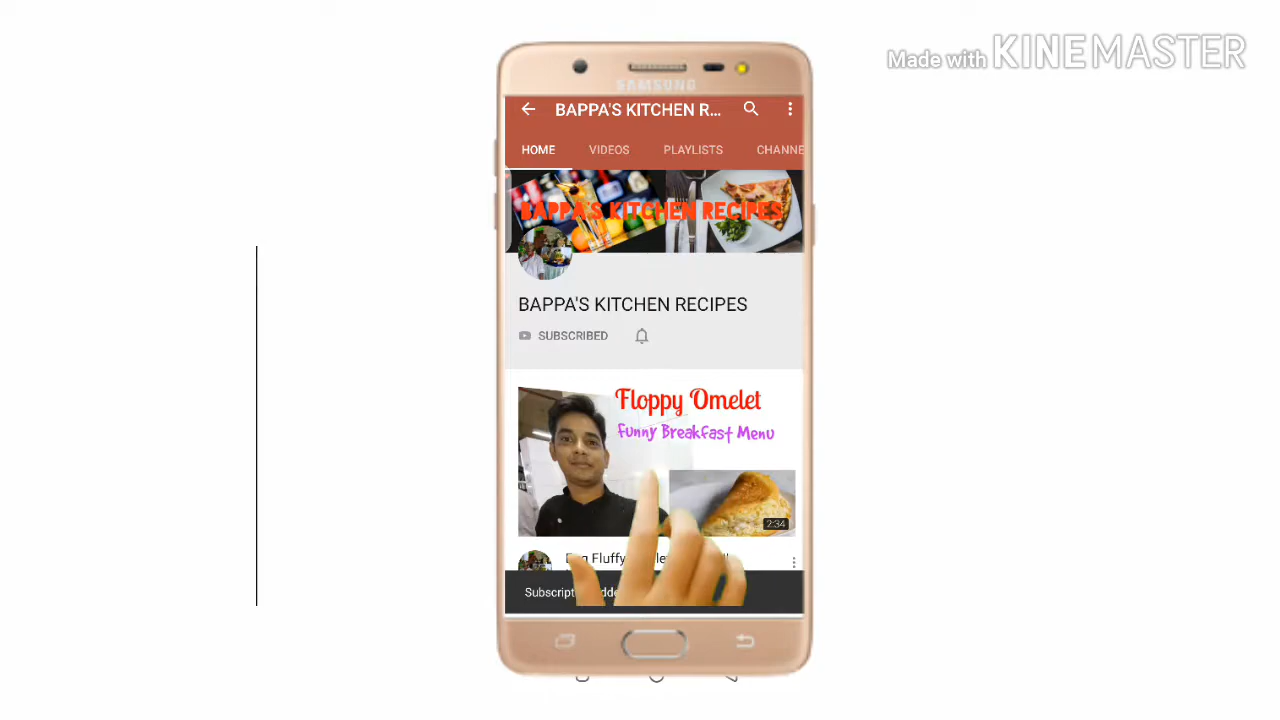 Made with KINEMASTER
SAMSUNG
BAPPA'S KITCHEN R...
HOME VIDEOS PLAYLISTS CHANNE
BAPPA'S KITCHEN RECIPES
BAPPA'S KITCHEN RECIPES
SUBSCRIBED
Floppy Omelet
Funny Breakfast Menu
2:34
Fluffy
Subscript